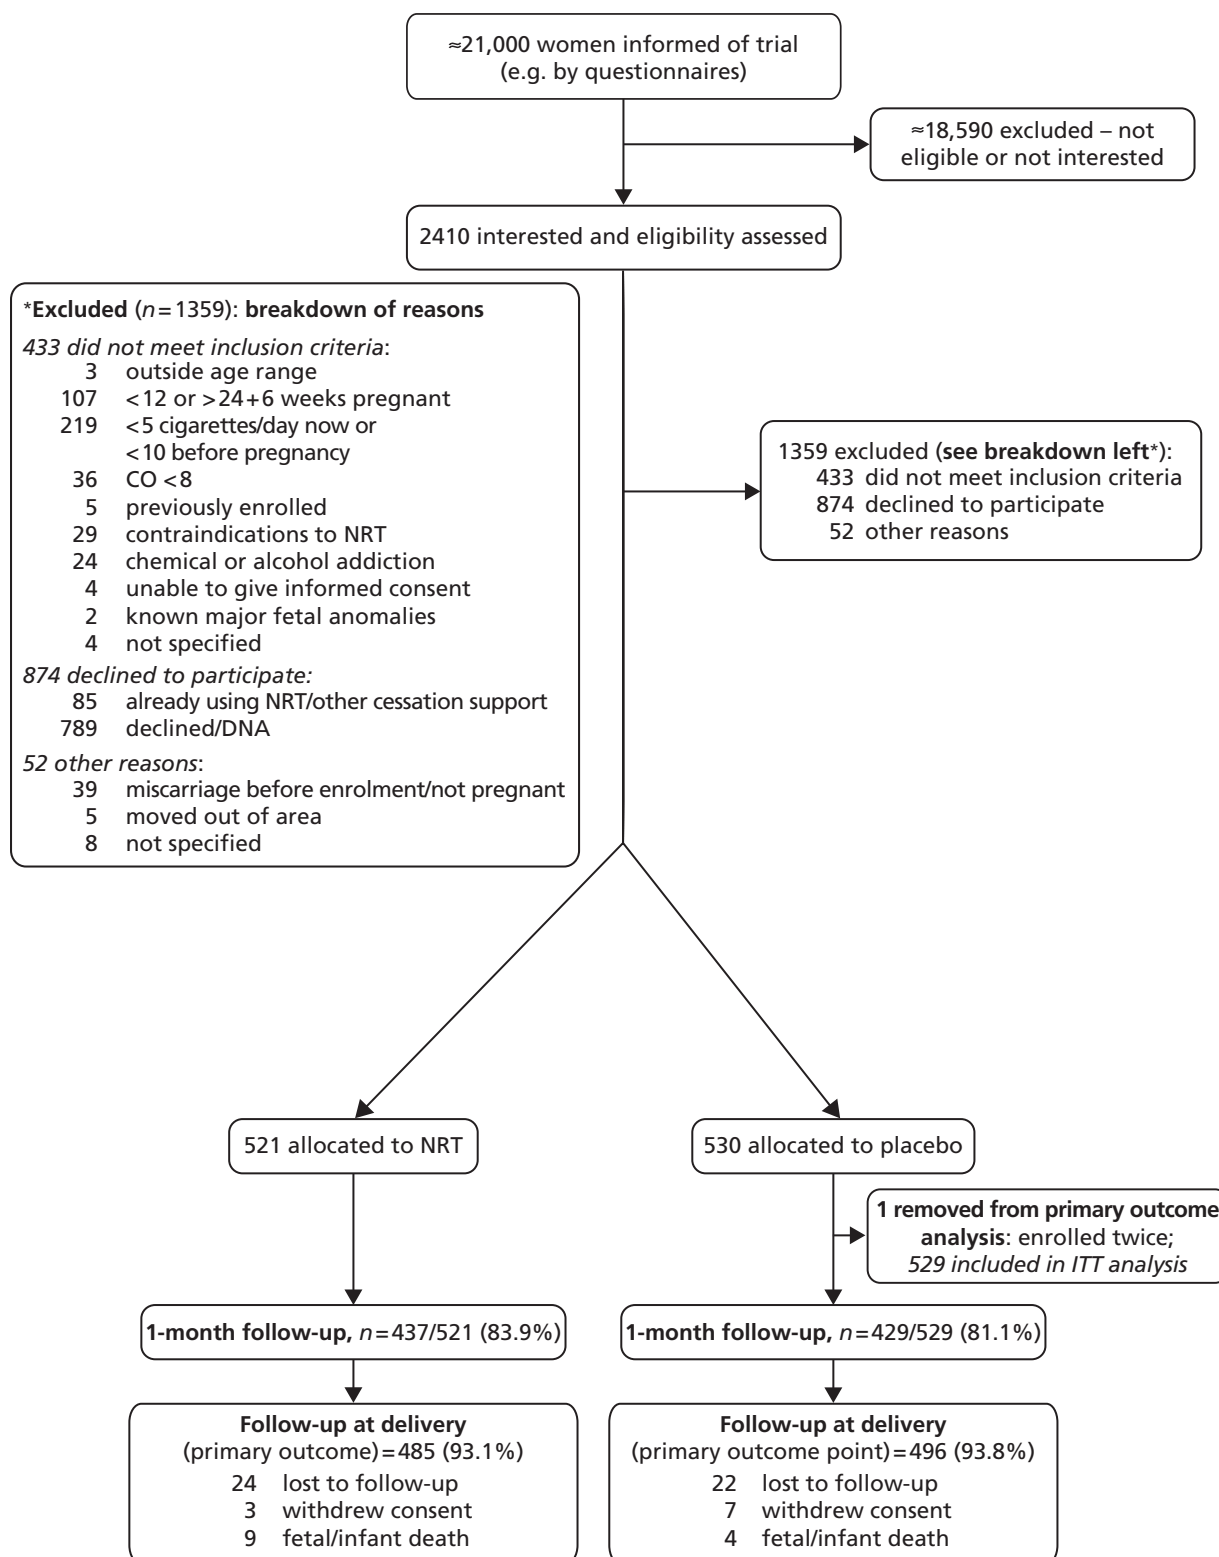 ≈21,000 women informed of trial
(e.g. by questionnaires)
≈18,590 excluded – not
eligible or not interested
2410 interested and eligibility assessed
*Excluded (n=1359): breakdown of reasons
433 did not meet inclusion criteria:
3 outside age range
107 <12 or >24+6 weeks pregnant
219 <5 cigarettes/day now or
<10 before pregnancy
36 CO <8
5 previously enrolled
29 contraindications to NRT
24 chemical or alcohol addiction
4 unable to give informed consent
2 known major fetal anomalies
4 not specified
874 declined to participate:
85 already using NRT/other cessation support
789 declined/DNA
52 other reasons:
39 miscarriage before enrolment/not pregnant
5 moved out of area
8 not specified
1359 excluded (see breakdown left*):
433 did not meet inclusion criteria
874 declined to participate
52 other reasons
521 allocated to NRT
530 allocated to placebo
1 removed from primary outcome
analysis: enrolled twice;
529 included in ITT analysis
1-month follow-up, n=437/521 (83.9%)
1-month follow-up, n=429/529 (81.1%)
Follow-up at delivery
(primary outcome)=485 (93.1%)
24 lost to follow-up
3 withdrew consent
9 fetal/infant death
Follow-up at delivery
(primary outcome point)=496 (93.8%)
22 lost to follow-up
7 withdrew consent
4 fetal/infant death